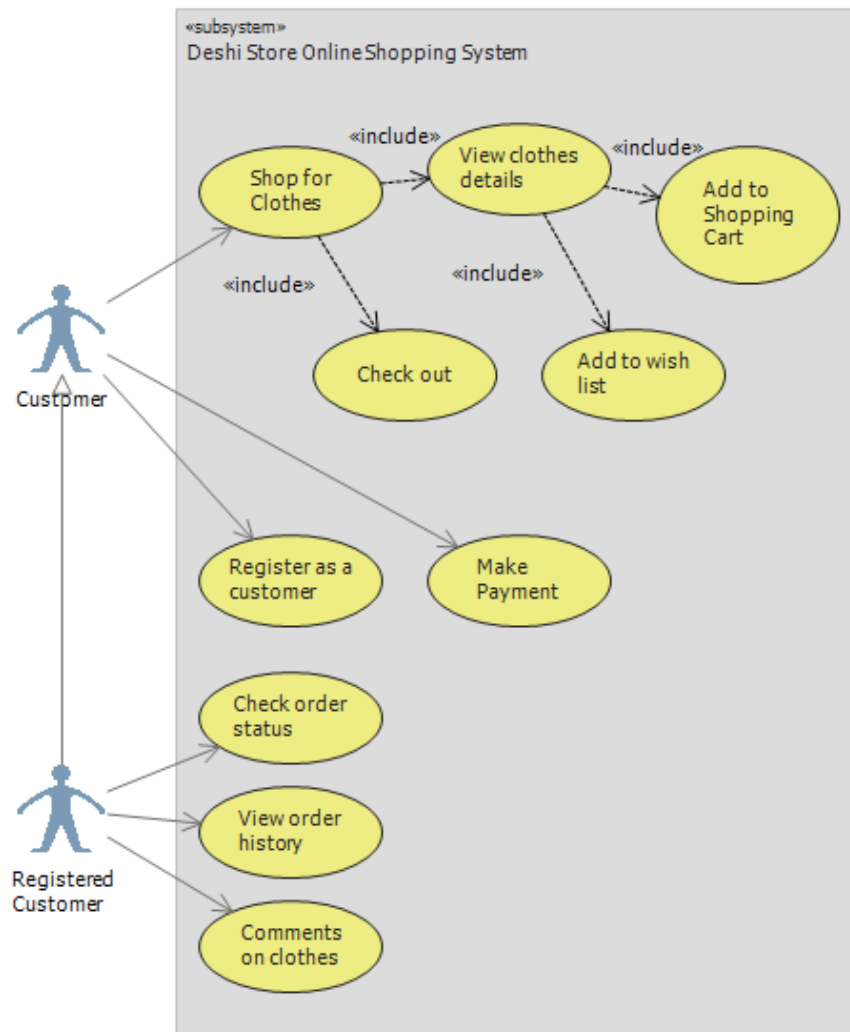 «subsystem»
Deshi Store Online Shopping System
«include»
«include»
View clothes
details
Shop for
Clothes
Add to
Shopping
Cart
«include»
«include»
Check out
Add to wish
list
Customer
Register as a
customer
Make
Payment
Check order
status
View order
history
Registered
Customer
Comments
on clothes